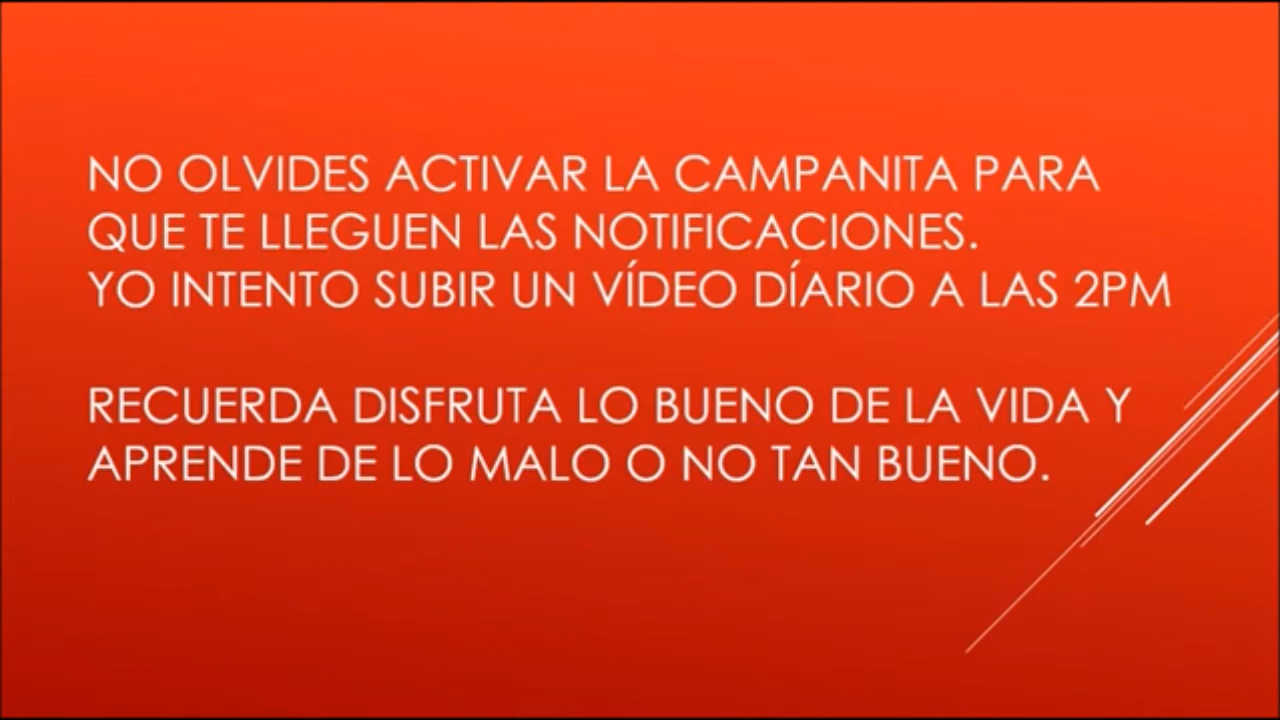 NO OLVIDES ACTIVAR LA CAMPANITA PARA
QUE TE LLEGUEN LAS NOTIFICACIONES.
YO INTENTO SUBIR UN VÍDEO DÍARIO A LAS 2PM
RECUERDA DISFRUTA LO BUENO DE LA VIDA Y
APRENDE DE LO MALO O NO TAN BUENO.